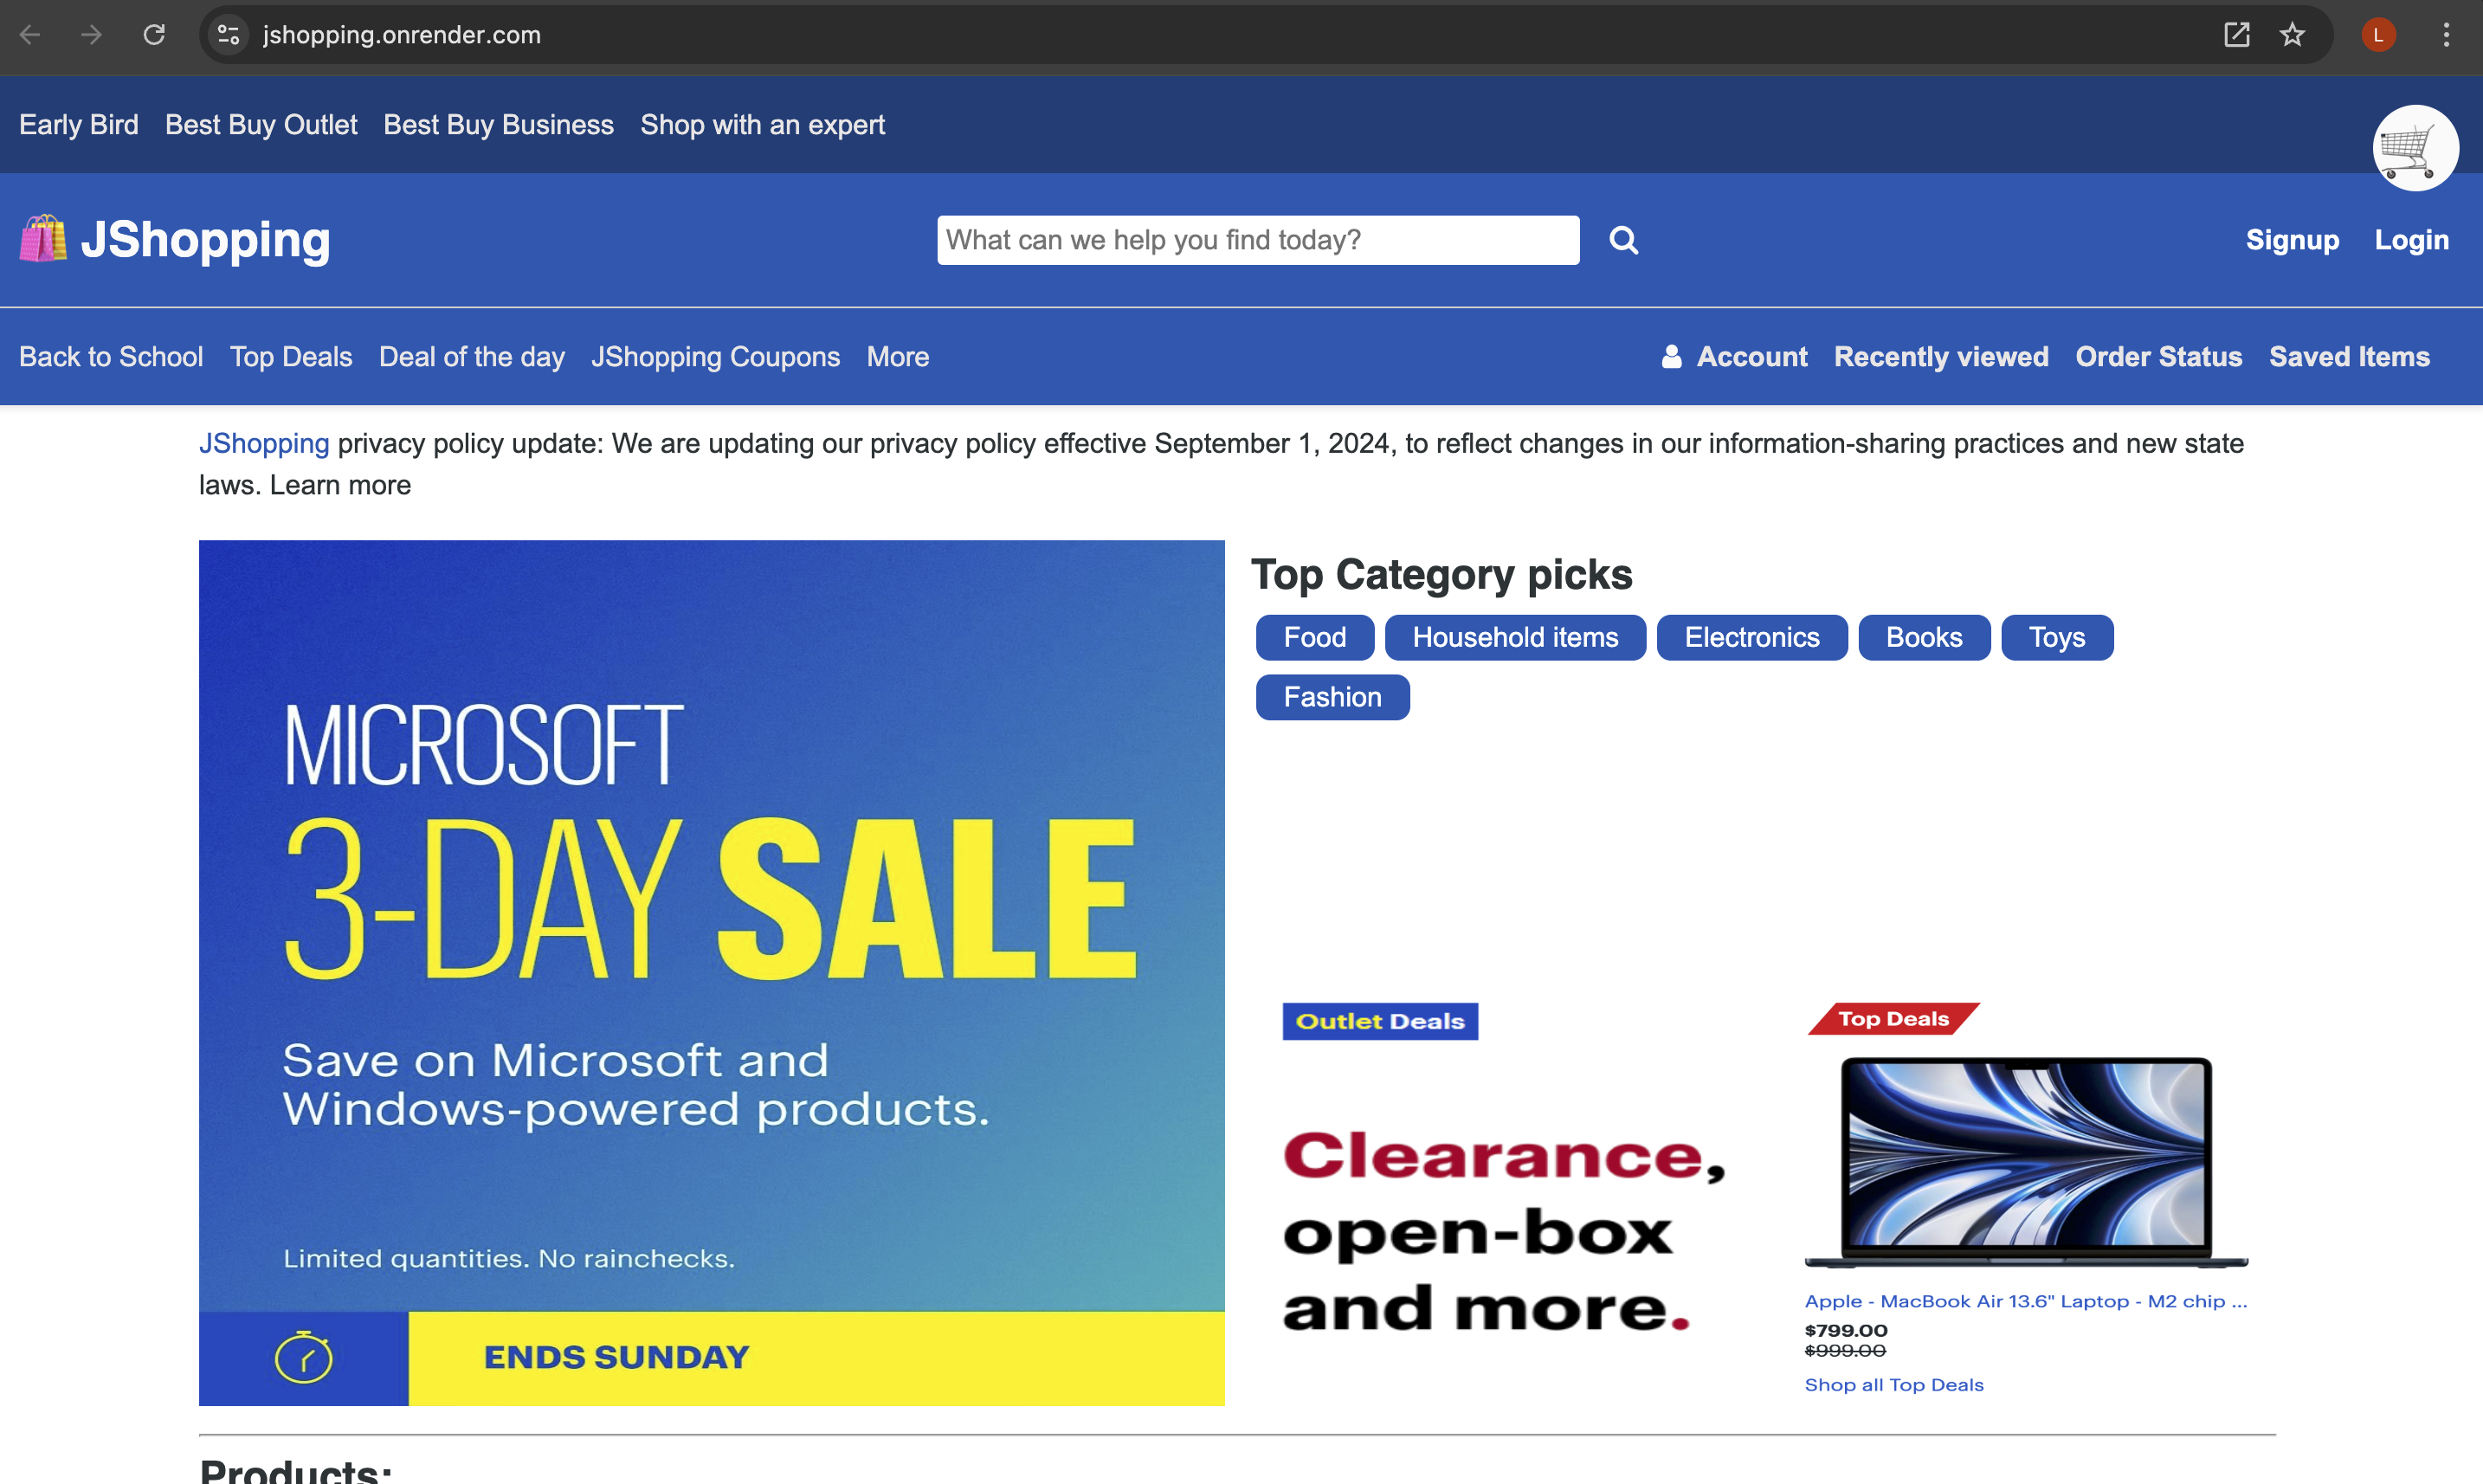 jshopping.onrender.com
L
Early Bird Best Buy Outlet Best Buy Business Shop with an expert
JShopping
What can we help you find today?
Signup Login
Back to School Top Deals Deal of the day JShopping Coupons More
Account Recently viewed Order Status Saved Items
JShopping privacy policy update: We are updating our privacy policy effective September 1, 2024, to reflect changes in our information-sharing practices and new state
laws. Learn more
MICROSOFT
3-DAY SALE
Save on Microsoft and
Windows-powered products.
Limited quantities. No rainchecks.
ENDS SUNDAY
Top Category picks
Food Household items Electronics Books Toys
Fashion
Outlet Deals
Clearance,
open-box
and more.
Top Deals
Apple - MacBook Air 13.6" Laptop - M2 chip ...
$799.00
$999.00
Shop all Top Deals
Products: